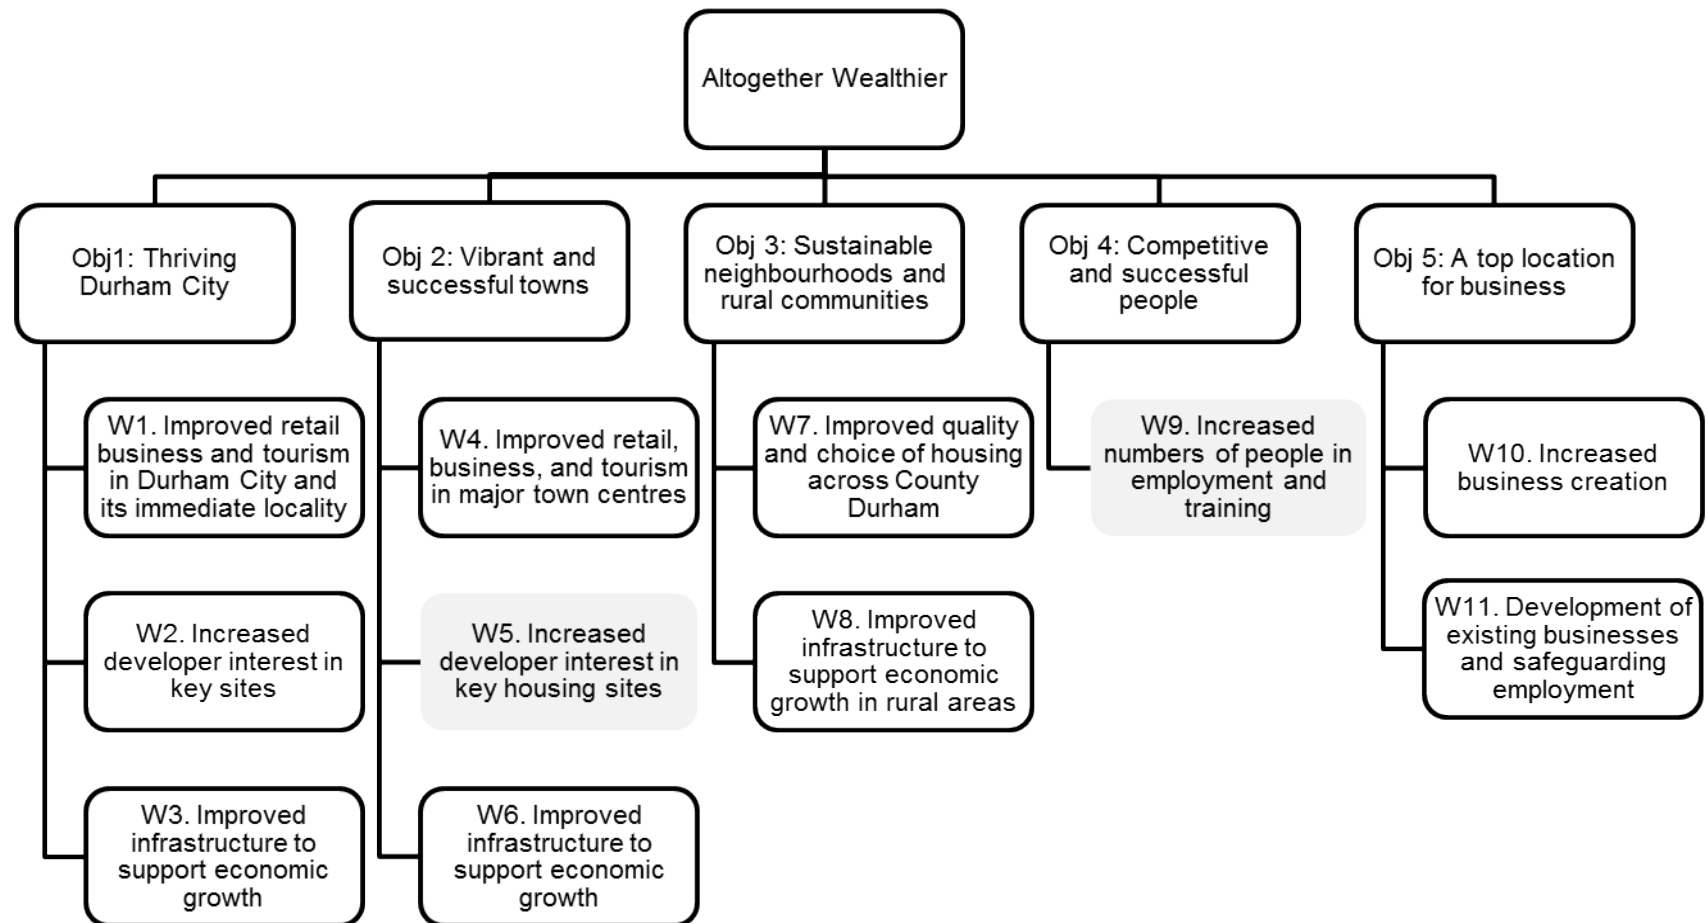 Altogether Wealthier
Obj1: Thriving
Durham City
Obj 2: Vibrant and
successful towns
Obj 3: Sustainable
neighbourhoods and
rural communities
Obj 4: Competitive
and successful
people
Obj 5: A top location
for business
W1. Improved retail
business and tourism
in Durham City and
its immediate locality
W2. Increased
developer interest in
key sites
W3. Improved
infrastructure to
support economic
growth
W4. Improved retail,
business, and tourism
in major town centres
W5. Increased
developer interest in
key housing sites
W6. Improved
infrastructure to
support economic
growth
W7. Improved quality
and choice of housing
across County
Durham
W8. Improved
infrastructure to
support economic
growth in rural areas
W9. Increased
numbers of people in
employment and
training
W10. Increased
business creation
W11. Development of
existing businesses
and safeguarding
employment